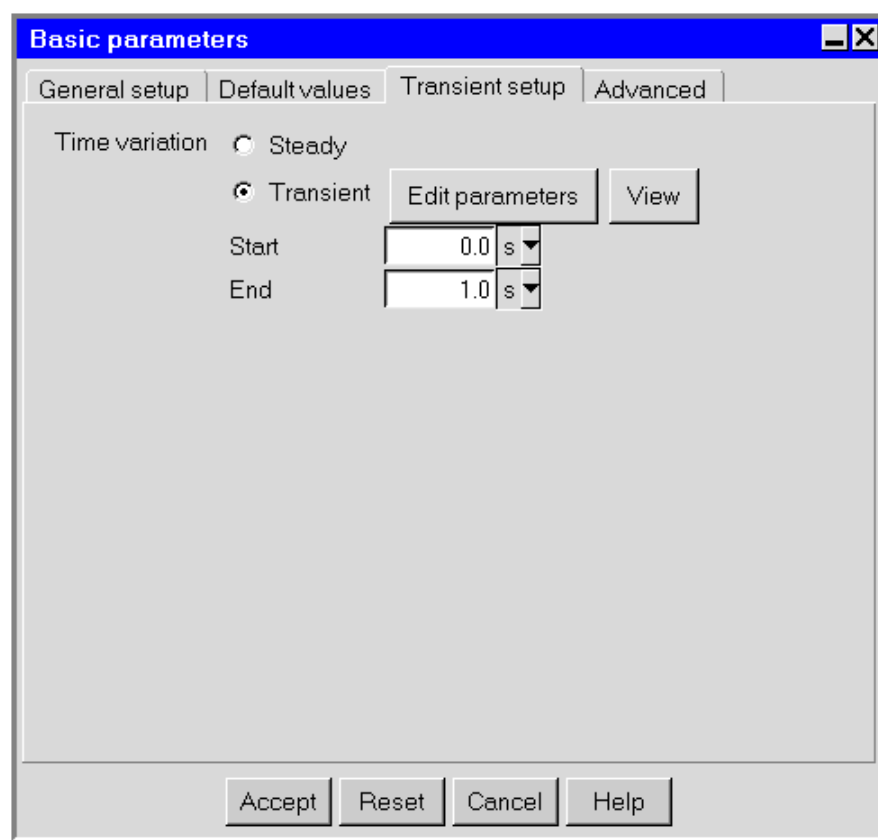 Basic parameters
General setup Default values Transient setup Advanced
Time variation Steady
Transient Edit parameters View
Start 0.0 s
End 1.0 s
Accept Reset Cancel Help